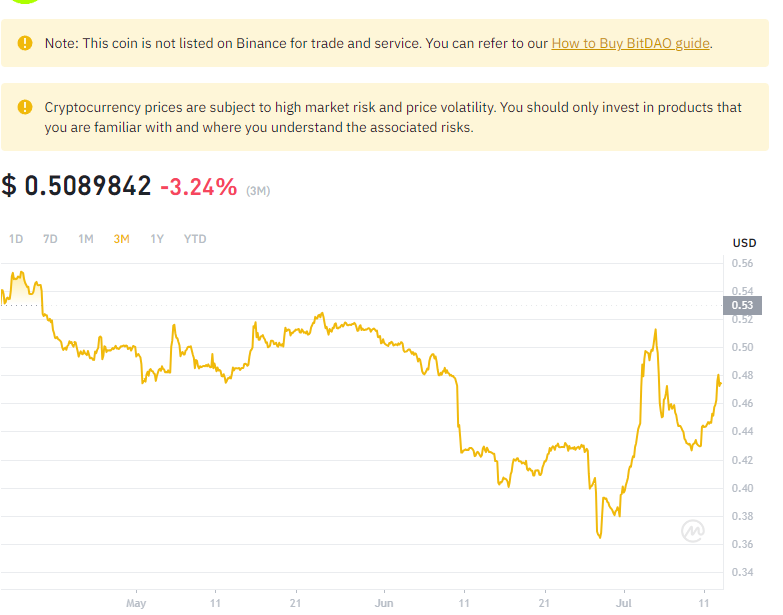 Note: This coin is not listed on Binance for trade and service. You can refer to our How to Buy BitDAO guide.
Cryptocurrency prices are subject to high market risk and price volatility. You should only invest in products that
you are familiar with and where you understand the associated risks.
$ 0.5089842 -3.24% (3M)
1D 7D 1M 3M 1Y YTD
USD
0.56
0.54
0.53
0.52
0.50
0.48
0.46
0.44
0.42
0.40
0.38
0.36
0.34
May 11 21 Jun 11 21 Jul 11